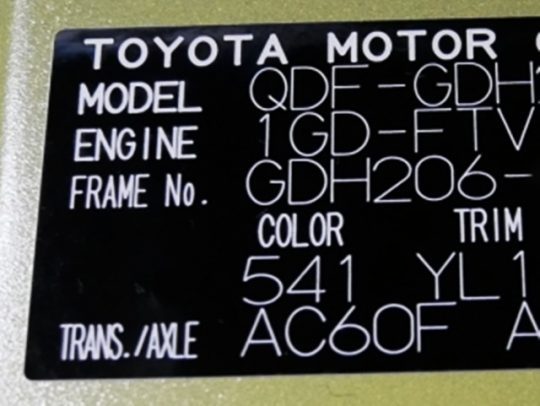 TOYOTA MOTOR
MODEL QDF-GDH
ENGINE 1GD-FTV
FRAME No. GDH206-
COLOR TRIM
541 YL1
TRANS./AXLE AC60F A